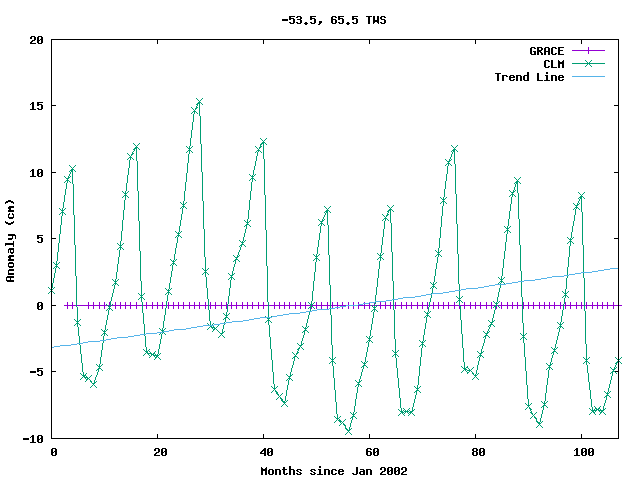 -53.5, 65.5 TWS
GRACE
CLM
Trend Line
20
15
10
5
0
-5
-10
Anomaly (cm)
0 20 40 60 80 100
Months since Jan 2002